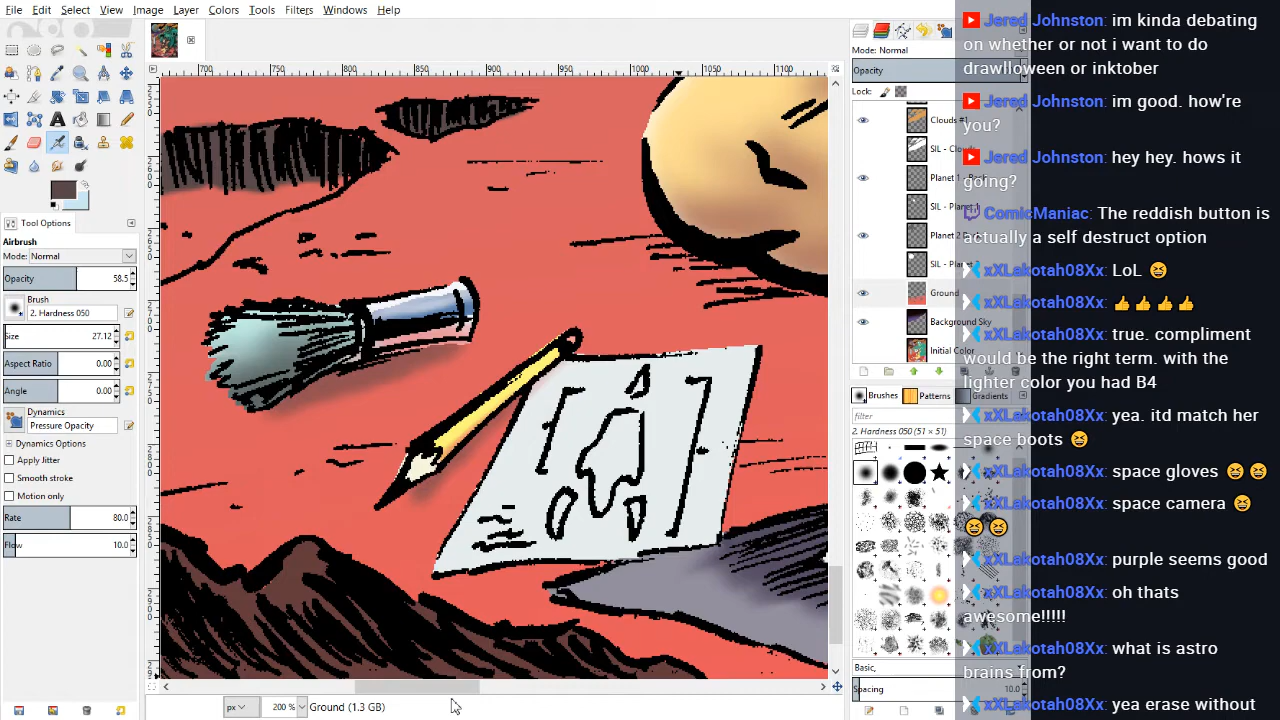 File Edit Select View Image Layer Colors Tools Filters Windows Help
Tool Options
Airbrush
Mode: Normal
Opacity 58.5
Brush
2. Hardness 050
Size 27.12
Aspect Ratio 0.00
Angle 0.00
Dynamics
Pressure Opacity
Dynamics Options
Apply Jitter
Smooth stroke
Motion only
Rate 80.0
Flow 10.0
700 800 850 900 950 1000 1050 1100
px 200 % Ground (1.3 GB)
Mode: Normal
Opacity
Lock:
Clouds #1
Ground
Background Sky
Initial Color
Brushes Patterns Gradients
filter
2. Hardness 050 (51 × 51)
Basic,
Spacing 10.0
Jered Johnston: im kinda debating
on whether or not i want to do
drawlloween or inktober
Jered Johnston: im good. how're
you?
Jered Johnston: hey hey. hows it
going?
ComicManiac: The reddish button is
actually a self destruct option
xXLakotah08Xx: LoL 😆
xXLakotah08Xx: 👍👍👍👍
xXLakotah08Xx: true. compliment
would be the right term. with the
lighter color you had B4
xXLakotah08Xx: yea. itd match her
space boots 😆
xXLakotah08Xx: space gloves 😆😆
xXLakotah08Xx: space camera 😆
😆😆
xXLakotah08Xx: purple seems good
xXLakotah08Xx: oh thats
awesome!!!!!
xXLakotah08Xx: what is astro
brains from?
xXLakotah08Xx: yea erase without